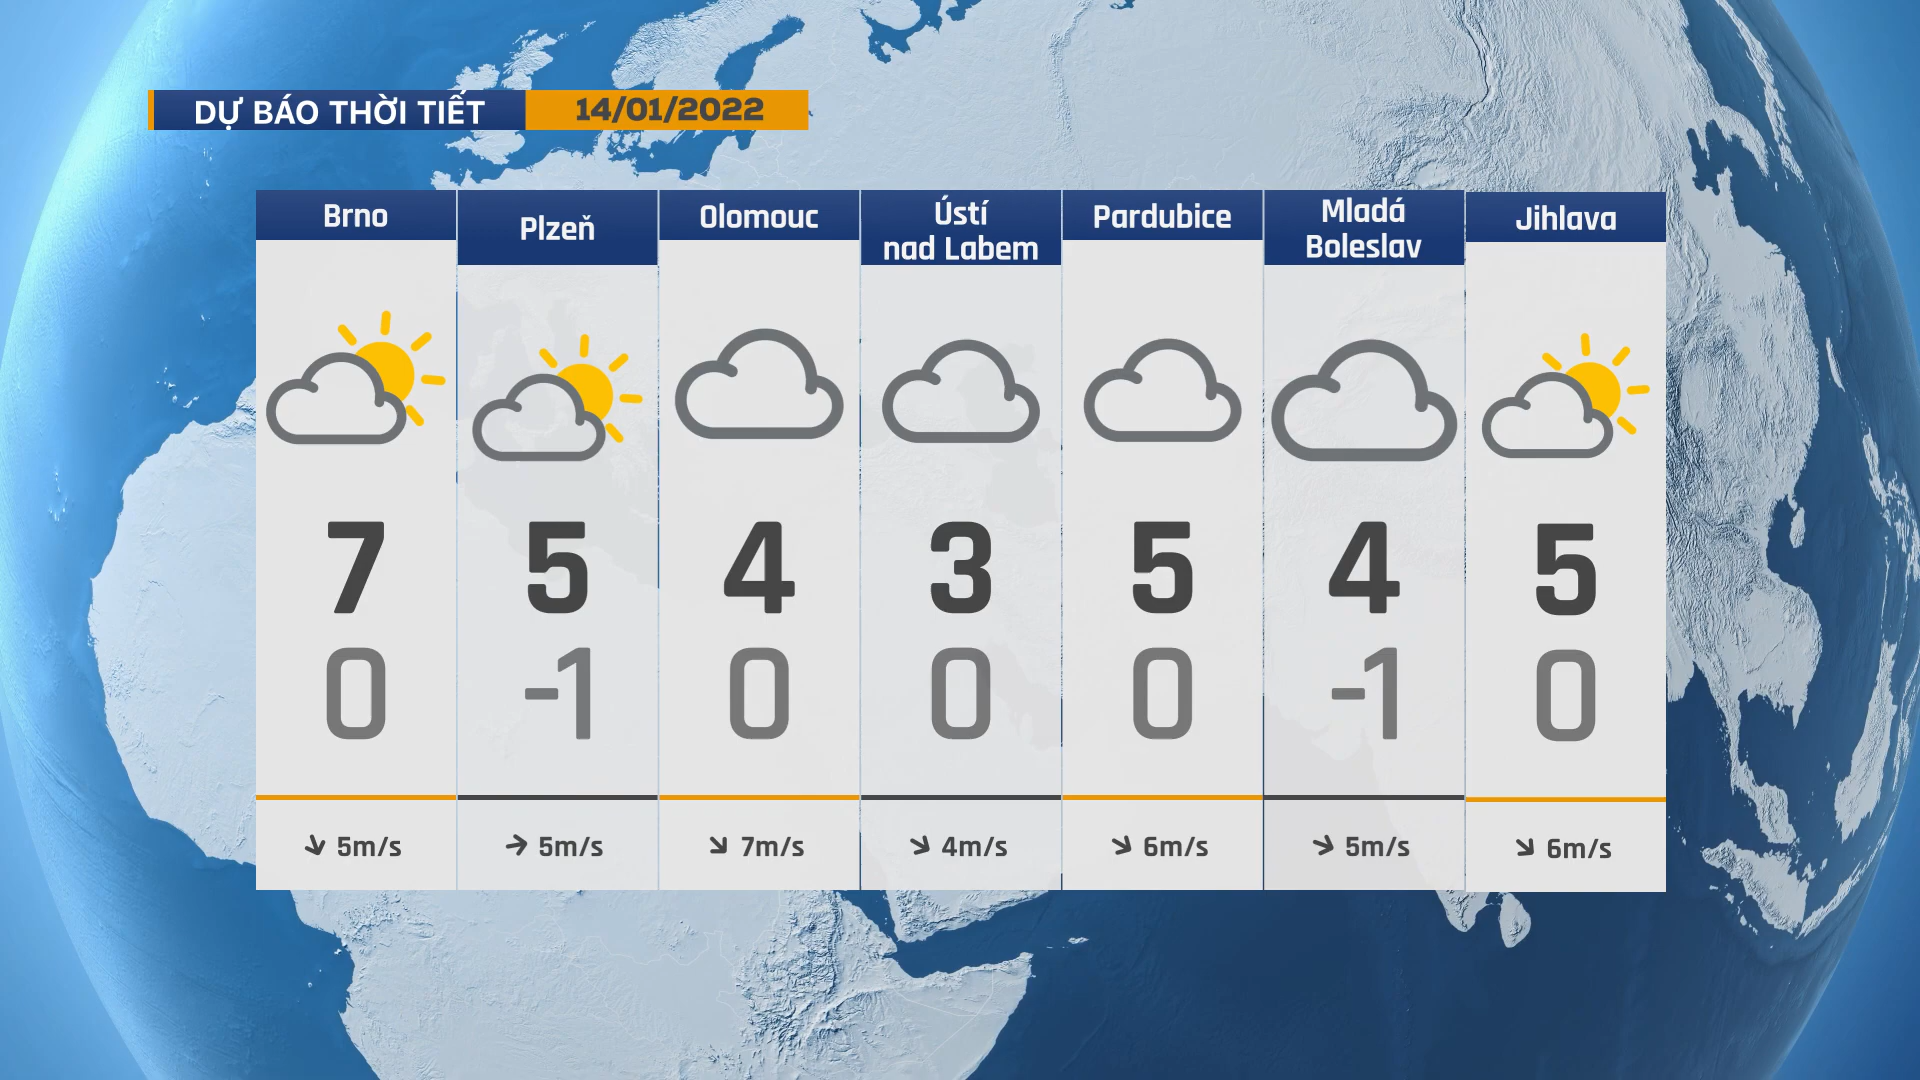 DỰ BÁO THỜI TIẾT
14/01/2022
Brno
Plzeň
Olomouc
Ústí
nad Labem
Pardubice
Mladá
Boleslav
Jihlava
7
5
4
3
5
4
5
0
-1
0
0
0
-1
0
5m/s
5m/s
7m/s
4m/s
6m/s
5m/s
6m/s